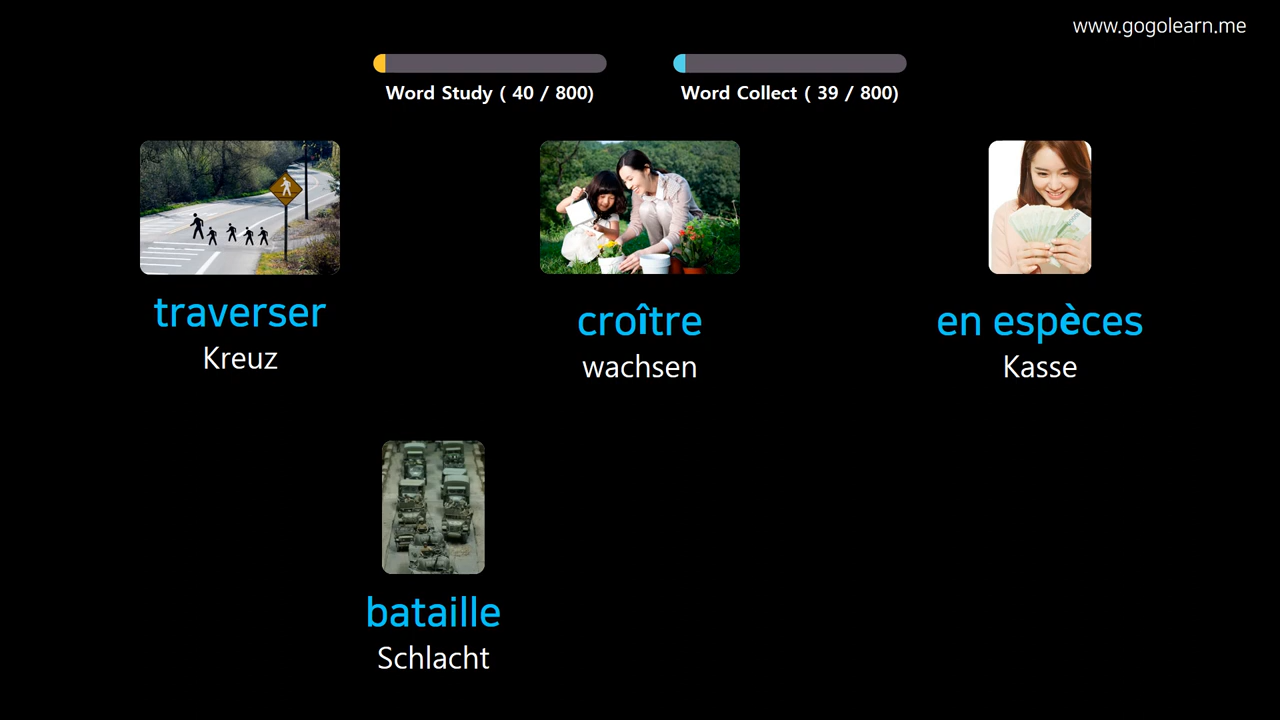 www.gogolearn.me
Word Study ( 40 / 800)
Word Collect ( 39 / 800)
traverser
Kreuz
croître
wachsen
en espèces
Kasse
bataille
Schlacht